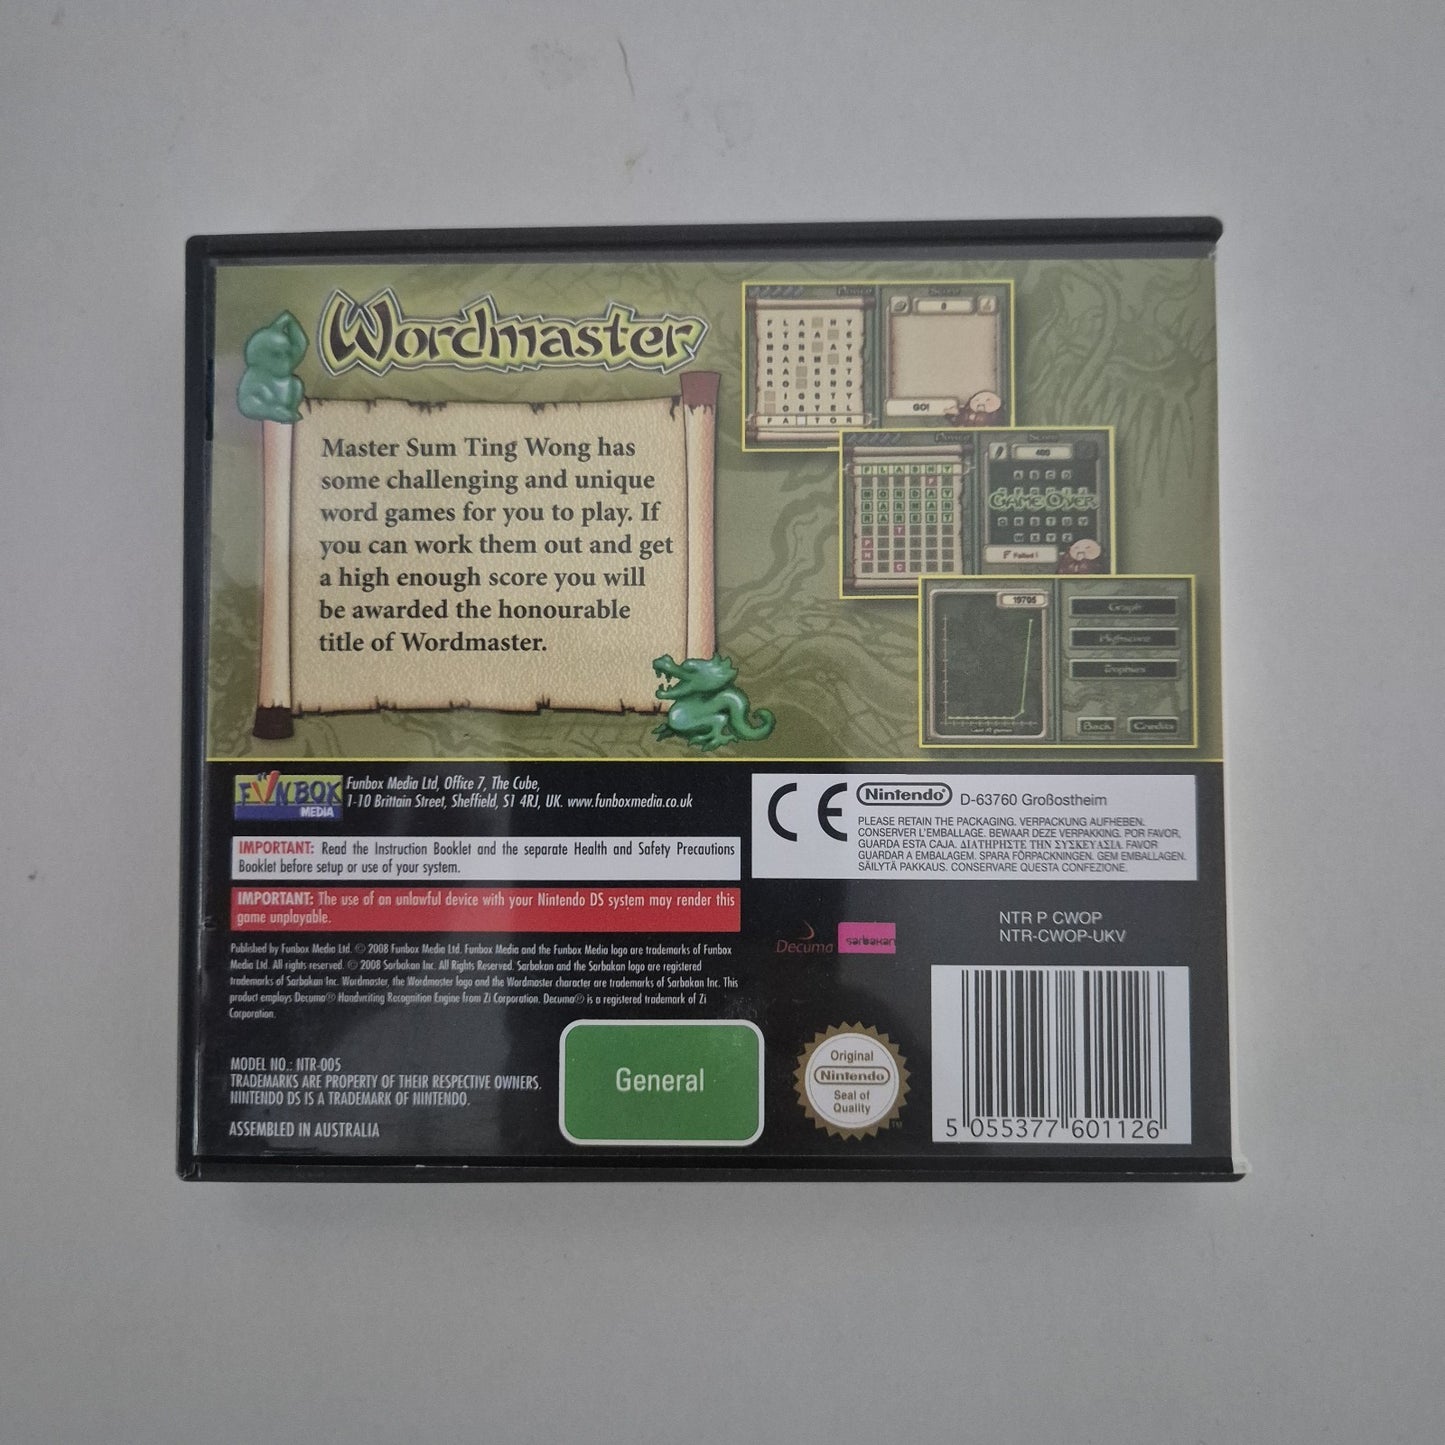 Wordmaster
Master Sum Ting Wong has
some challenging and unique
word games for you to play. If
you can work them out and get
a high enough score you will
be awarded the honourable
title of Wordmaster.
Score
0
GO!
Score
400
FLASHY
GAME OVER
Failed!
19705
Graph
Highscore
Trophies
Back
Credits
FUNBOX
MEDIA
Funbox Media Ltd, Office 7, The Cube,
1-10 Brittain Street, Sheffield, S1 4RJ, UK. www.funboxmedia.co.uk
IMPORTANT: Read the Instruction Booklet and the separate Health and Safety Precautions
Booklet before setup or use of your system.
IMPORTANT: The use of an unlawful device with your Nintendo DS system may render this
game unplayable.
Published by Funbox Media Ltd. © 2008 Funbox Media Ltd. Funbox Media and the Funbox Media logo are trademarks of Funbox
Media Ltd. All rights reserved. © 2008 Sarbakan Inc. All Rights Reserved. Sarbakan and the Sarbakan logo are registered
trademarks of Sarbakan Inc. Wordmaster, the Wordmaster logo and the Wordmaster character are trademarks of Sarbakan Inc. This
product employs Decuma® Handwriting Recognition Engine from Zi Corporation. Decuma® is a registered trademark of Zi
Corporation.
MODEL NO.: NTR-005
TRADEMARKS ARE PROPERTY OF THEIR RESPECTIVE OWNERS.
NINTENDO DS IS A TRADEMARK OF NINTENDO.
ASSEMBLED IN AUSTRALIA
General
CE
Nintendo® D-63760 Großostheim
PLEASE RETAIN THE PACKAGING. VERPACKUNG AUFHEBEN.
CONSERVER L'EMBALLAGE. BEWAAR DEZE VERPAKKING. POR FAVOR,
GUARDA ESTA CAJA. ΔΙΑΤΗΡΗΣΤΕ ΤΗΝ ΣΥΣΚΕΥΑΣΙΑ. FAVOR
GUARDAR A EMBALAGEM. SPARA FÖRPACKNINGEN. GEM EMBALLAGEN.
SÄILYTÄ PAKKAUS. CONSERVARE QUESTA CONFEZIONE.
Decuma
sarbakan
NTR P CWOP
NTR-CWOP-UKV
Original
Nintendo
Seal of
Quality
TM
5 055377 601126